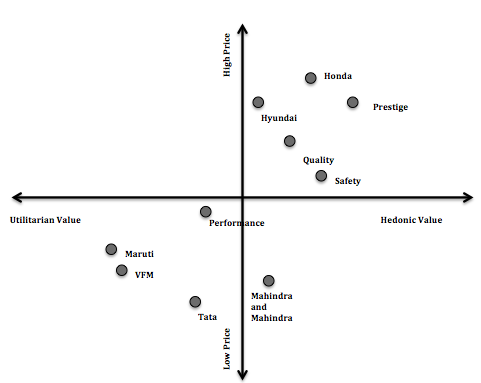 High Price
Honda
Prestige
Hyundai
Quality
Safety
Utilitarian Value
Performance
Hedonic Value
Maruti
VFM
Mahindra
and
Mahindra
Tata
Low Price